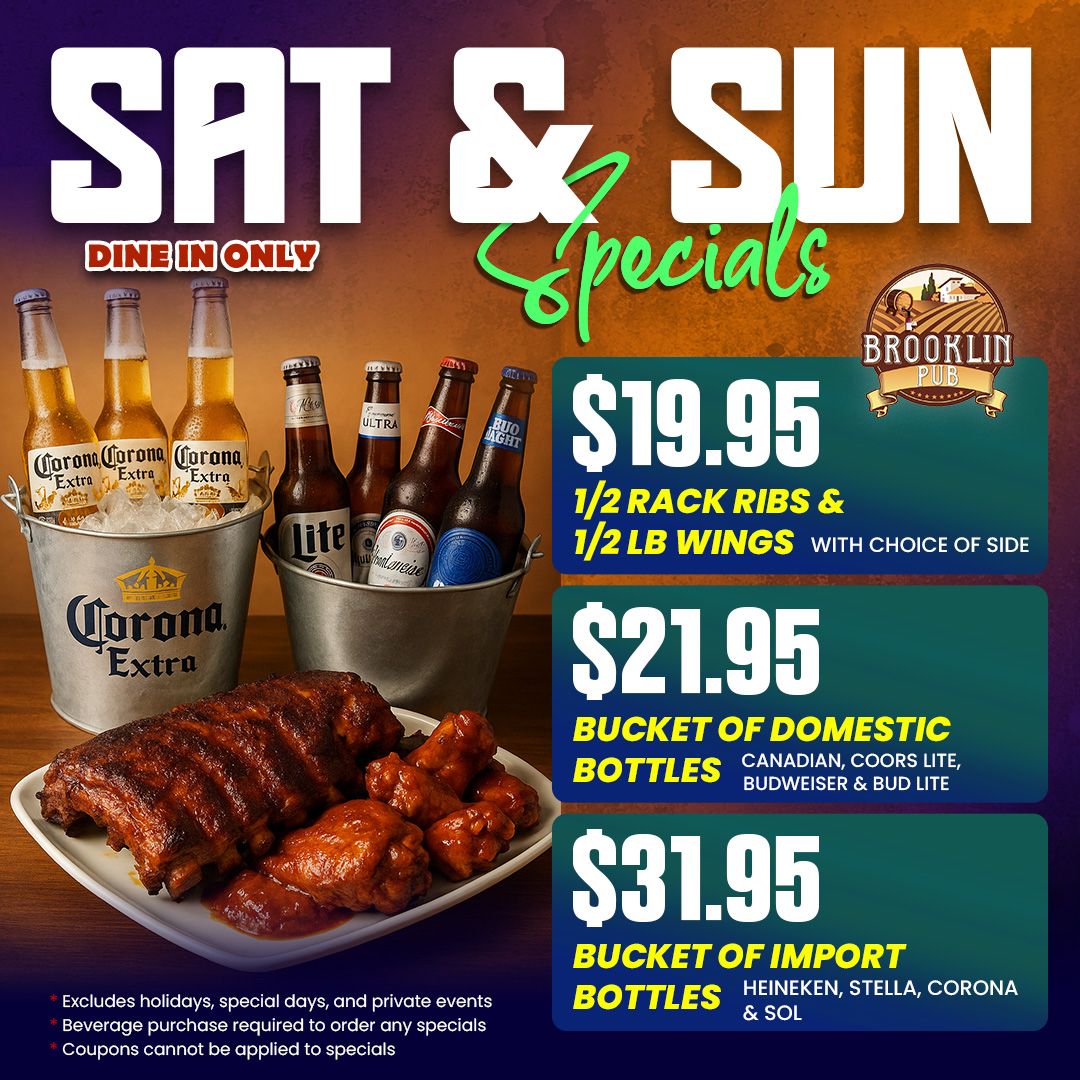 SAT & SUN
Specials
DINE IN ONLY
BROOKLIN
PUB
$19.95
1/2 RACK RIBS &
1/2 LB WINGS WITH CHOICE OF SIDE
$21.95
BUCKET OF DOMESTIC
BOTTLES CANADIAN, COORS LITE,
BUDWEISER & BUD LITE
$31.95
BUCKET OF IMPORT
BOTTLES HEINEKEN, STELLA, CORONA
& SOL
Corona
Extra
Corona
Extra
Corona
Extra
ULTRA
BUD
Lite
Corona
Extra
* Excludes holidays, special days, and private events
* Beverage purchase required to order any specials
* Coupons cannot be applied to specials